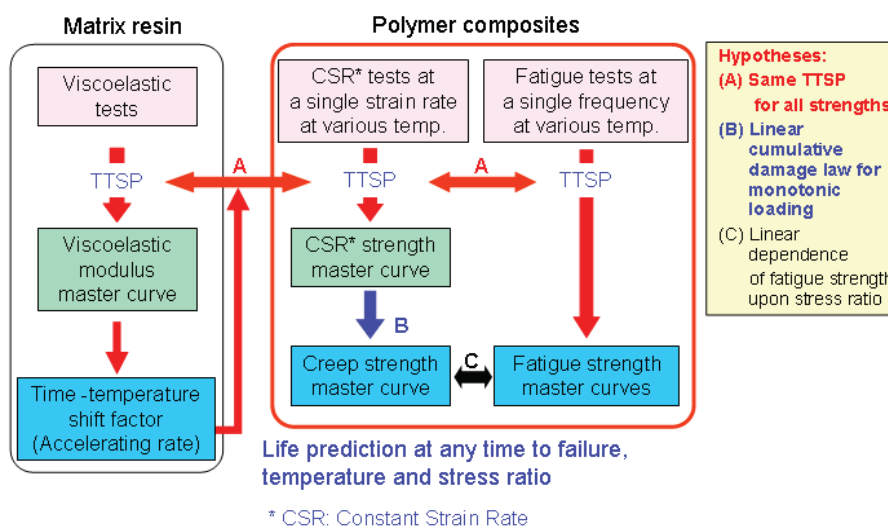 Matrix resin
Viscoelastic
tests
TTSP
Viscoelastic
modulus
master curve
Time -temperature
shift factor
(Accelerating rate)
A
Polymer composites
CSR* tests at
a single strain rate
at various temp.
Fatigue tests at
a single frequency
at various temp.
TTSP
A
TTSP
CSR* strength
master curve
B
Creep strength
master curve
C
Fatigue strength
master curves
Life prediction at any time to failure,
temperature and stress ratio
* CSR: Constant Strain Rate
Hypotheses:
(A) Same TTSP
for all strengths
(B) Linear
cumulative
damage law for
monotonic
loading
(C) Linear
dependence
of fatigue strength
upon stress ratio